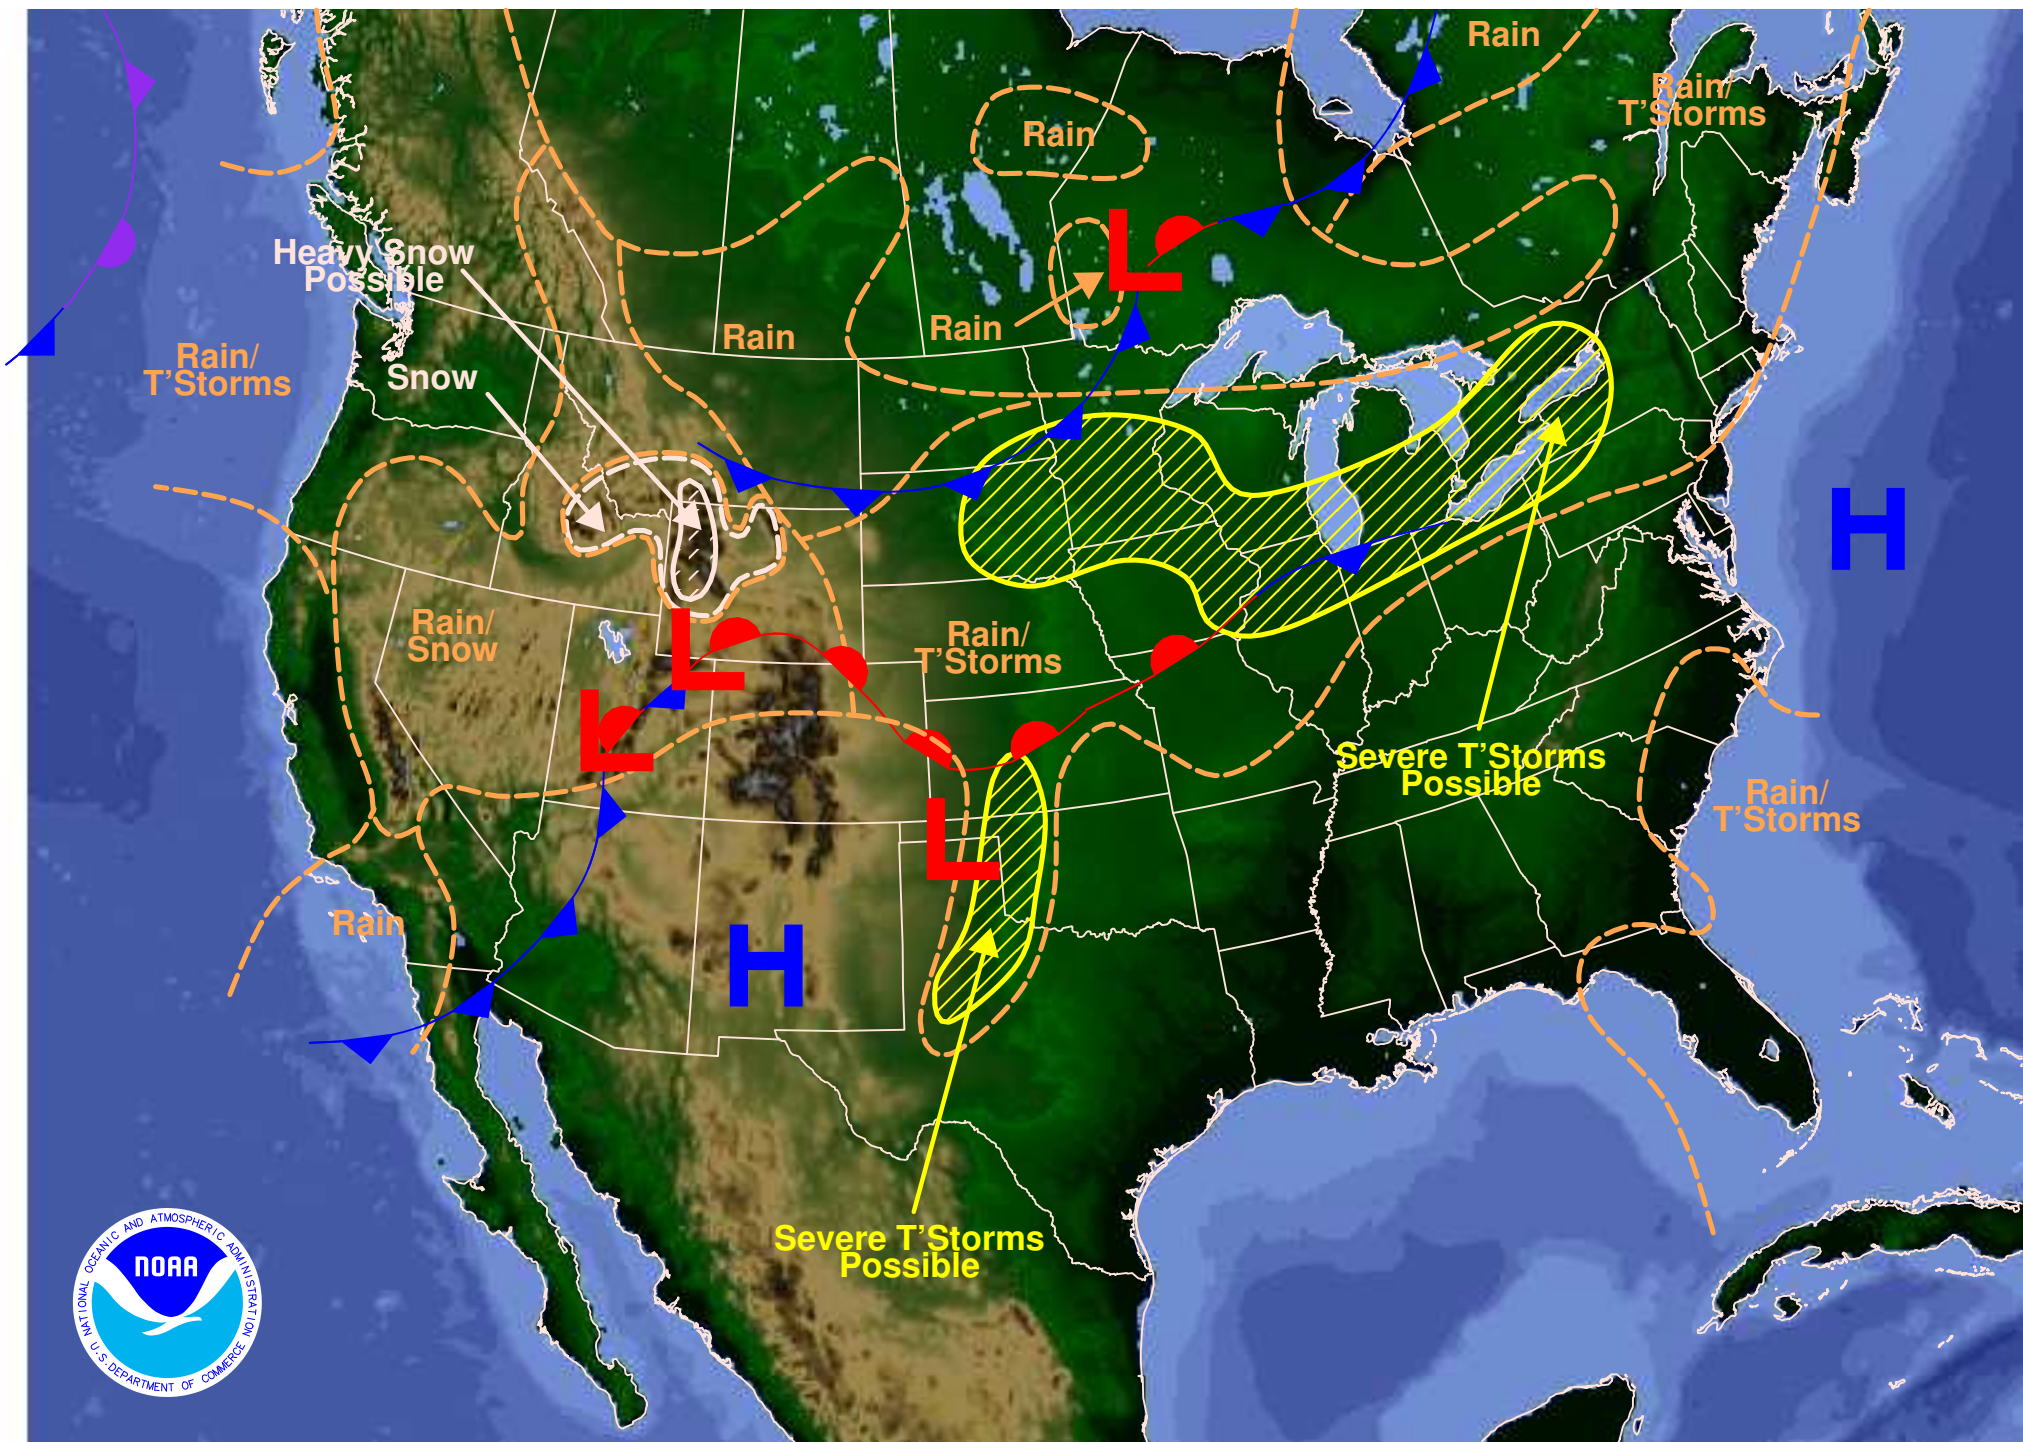 Rain
Rain/
T'Storms
Rain
Heavy Snow
Possible
Rain
Rain
Rain/
T'Storms
Snow
H
L
Rain/
Snow
Rain/
T'Storms
L
L
Severe T'Storms
Possible
Rain/
T'Storms
L
Rain
H
Severe T'Storms
Possible
NATIONAL OCEANIC AND ATMOSPHERIC ADMINISTRATION
NOAA
U.S. DEPARTMENT OF COMMERCE